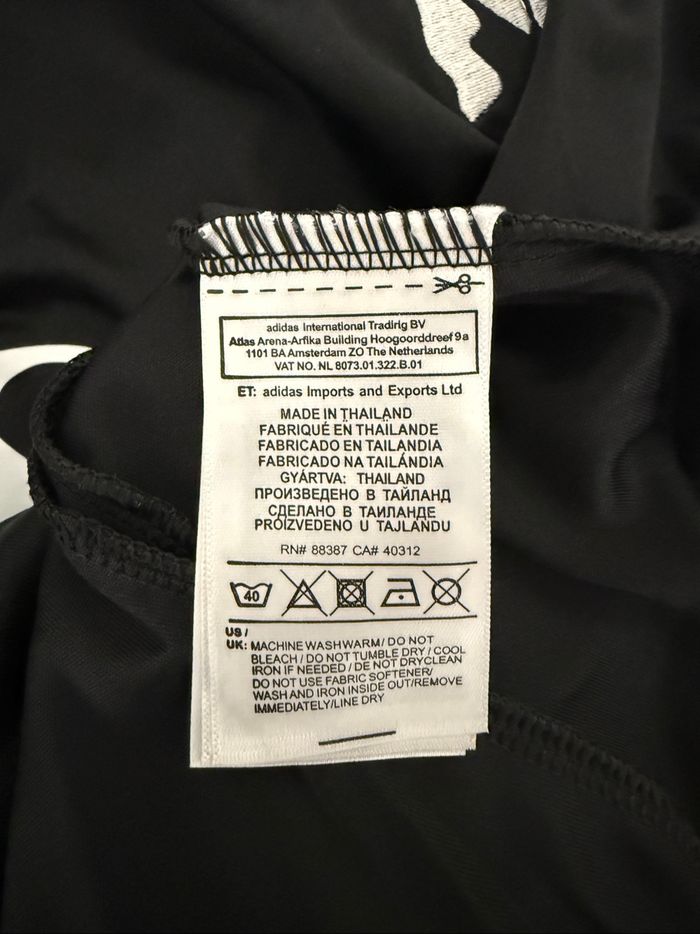 adidas International Tradirig BV
Atlas Arena-Arfika Building Hoogoorddreef 9a
1101 BA Amsterdam ZO The Netherlands
VAT NO. NL 8073.01.322.B.01
ET: adidas Imports and Exports Ltd
MADE IN THAILAND
FABRIQUÉ EN THAÏLANDE
FABRICADO EN TAILANDIA
FABRICADO NA TAILÁNDIA
GYÁRTVA: THAILAND
ПРОИЗВЕДЕНО В ТАЙЛАНД
СДЕЛАНО В ТАИЛАНДЕ
PRÓIZVEDENO U TAJLANDU
RN# 88387 CA# 40312
40
US /
UK: MACHINE WASHWARM/ DO NOT
BLEACH / DO NOT TUMBLE DRY / COOL
IRON IF NEEDED / DE NOT DRYCLEAN
DO NOT USE FABRIC SOFTENER/
WASH AND IRON INSIDE OUT/REMOVE
IMMEDIATELY/LINE DRY